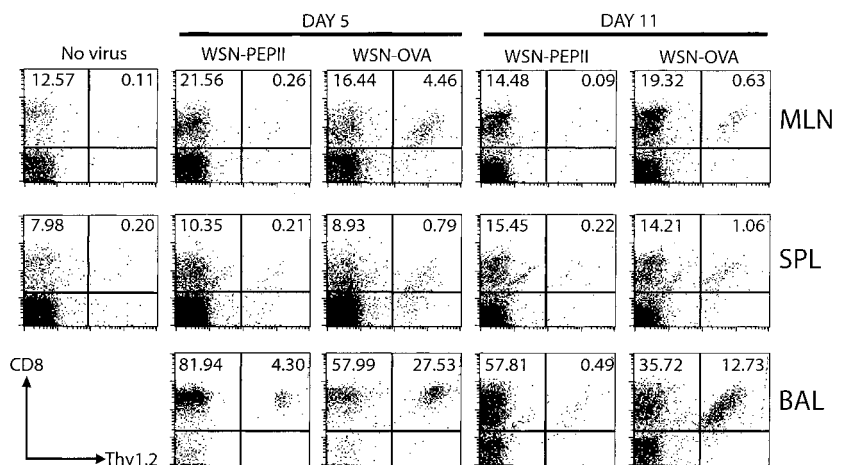 DAY 5 DAY 11
No virus WSN-PEPII WSN-OVA WSN-PEPII WSN-OVA
12.57 0.11 21.56 0.26 16.44 4.46 14.48 0.09 19.32 0.63 MLN
7.98 0.20 10.35 0.21 8.93 0.79 15.45 0.22 14.21 1.06 SPL
81.94 4.30 57.99 27.53 57.81 0.49 35.72 12.73 BAL
CD8
Thy1.2